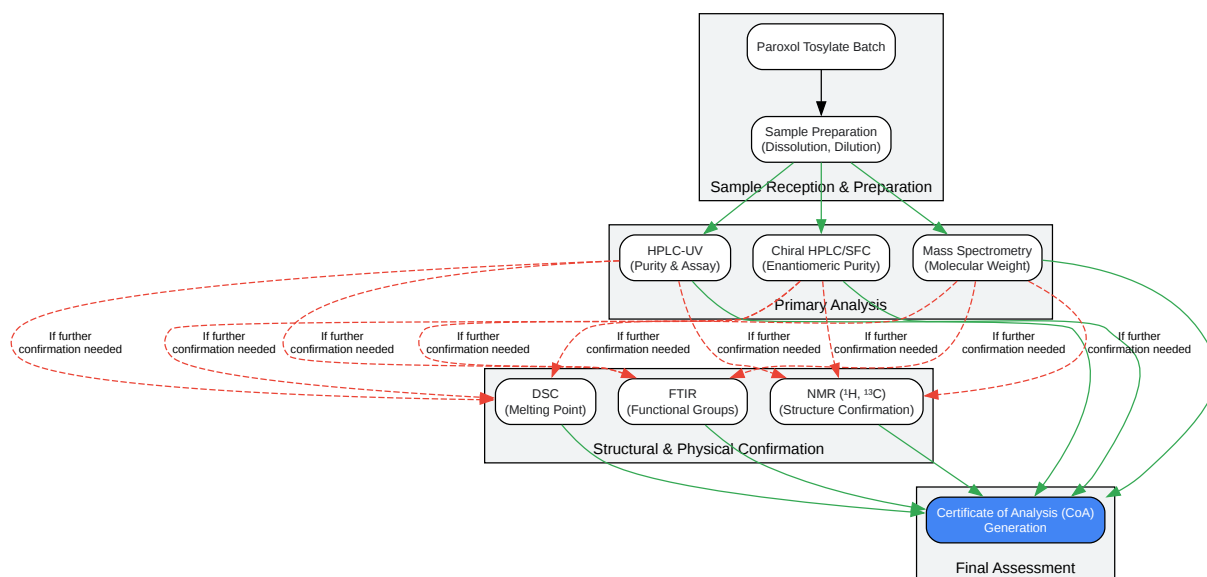 Paroxol Tosylate Batch
Sample Preparation
(Dissolution, Dilution)
Sample Reception & Preparation
HPLC-UV
(Purity & Assay)
Chiral HPLC/SFC
(Enantiomeric Purity)
Mass Spectrometry
(Molecular Weight)
Primary Analysis
If further
confirmation needed
If further
confirmation needed
If further
confirmation needed
If further
confirmation needed
If further
confirmation needed
If further
confirmation needed
If further
confirmation needed
If further
confirmation needed
If further
confirmation needed
DSC
(Melting Point)
FTIR
(Functional Groups)
NMR (¹H, ¹³C)
(Structure Confirmation)
Structural & Physical Confirmation
Certificate of Analysis (CoA)
Generation
Final Assessment